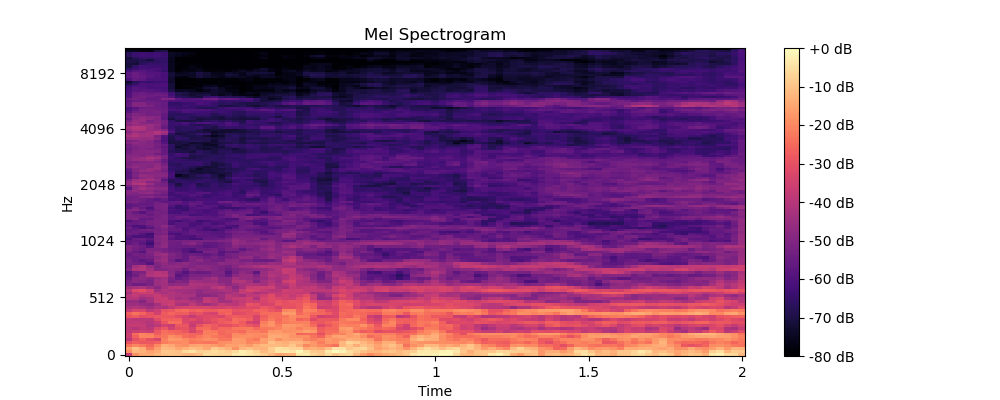 Mel Spectrogram
Hz
8192
4096
2048
1024
512
0
0 0.5 1 1.5 2
Time
+0 dB
-10 dB
-20 dB
-30 dB
-40 dB
-50 dB
-60 dB
-70 dB
-80 dB